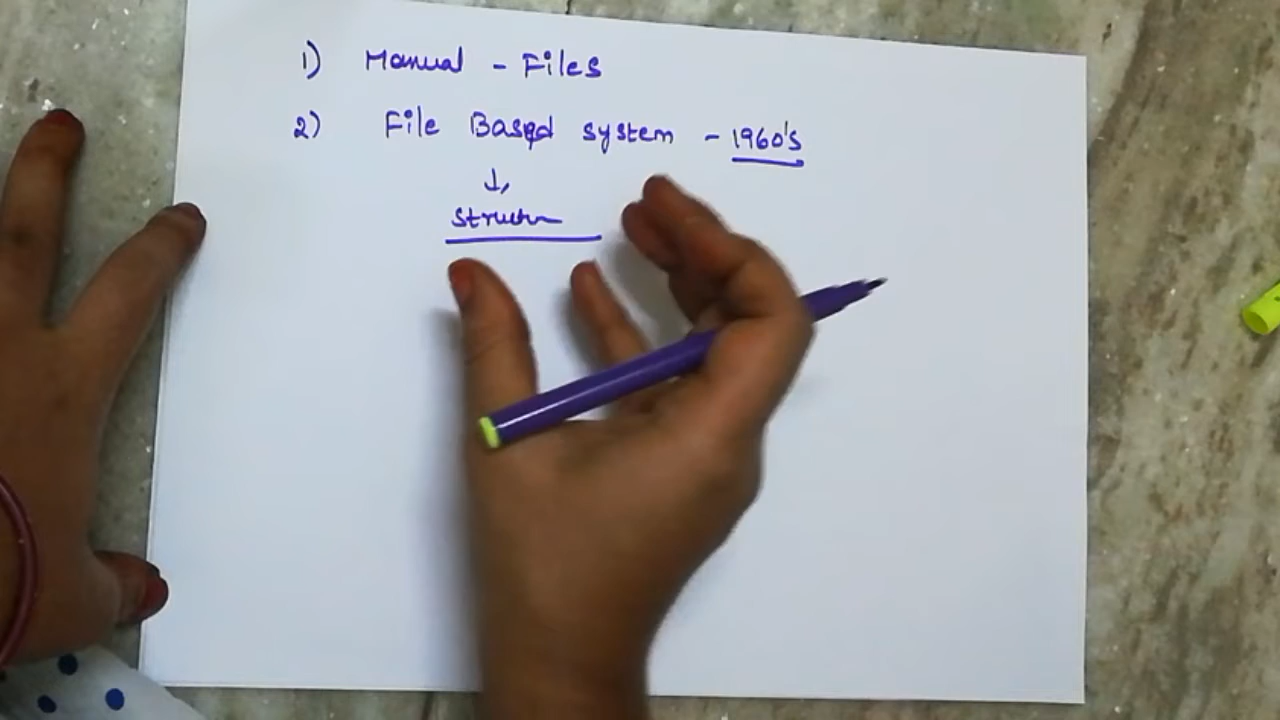 1) Manual - Files
2) File Based system - 1960's
↓